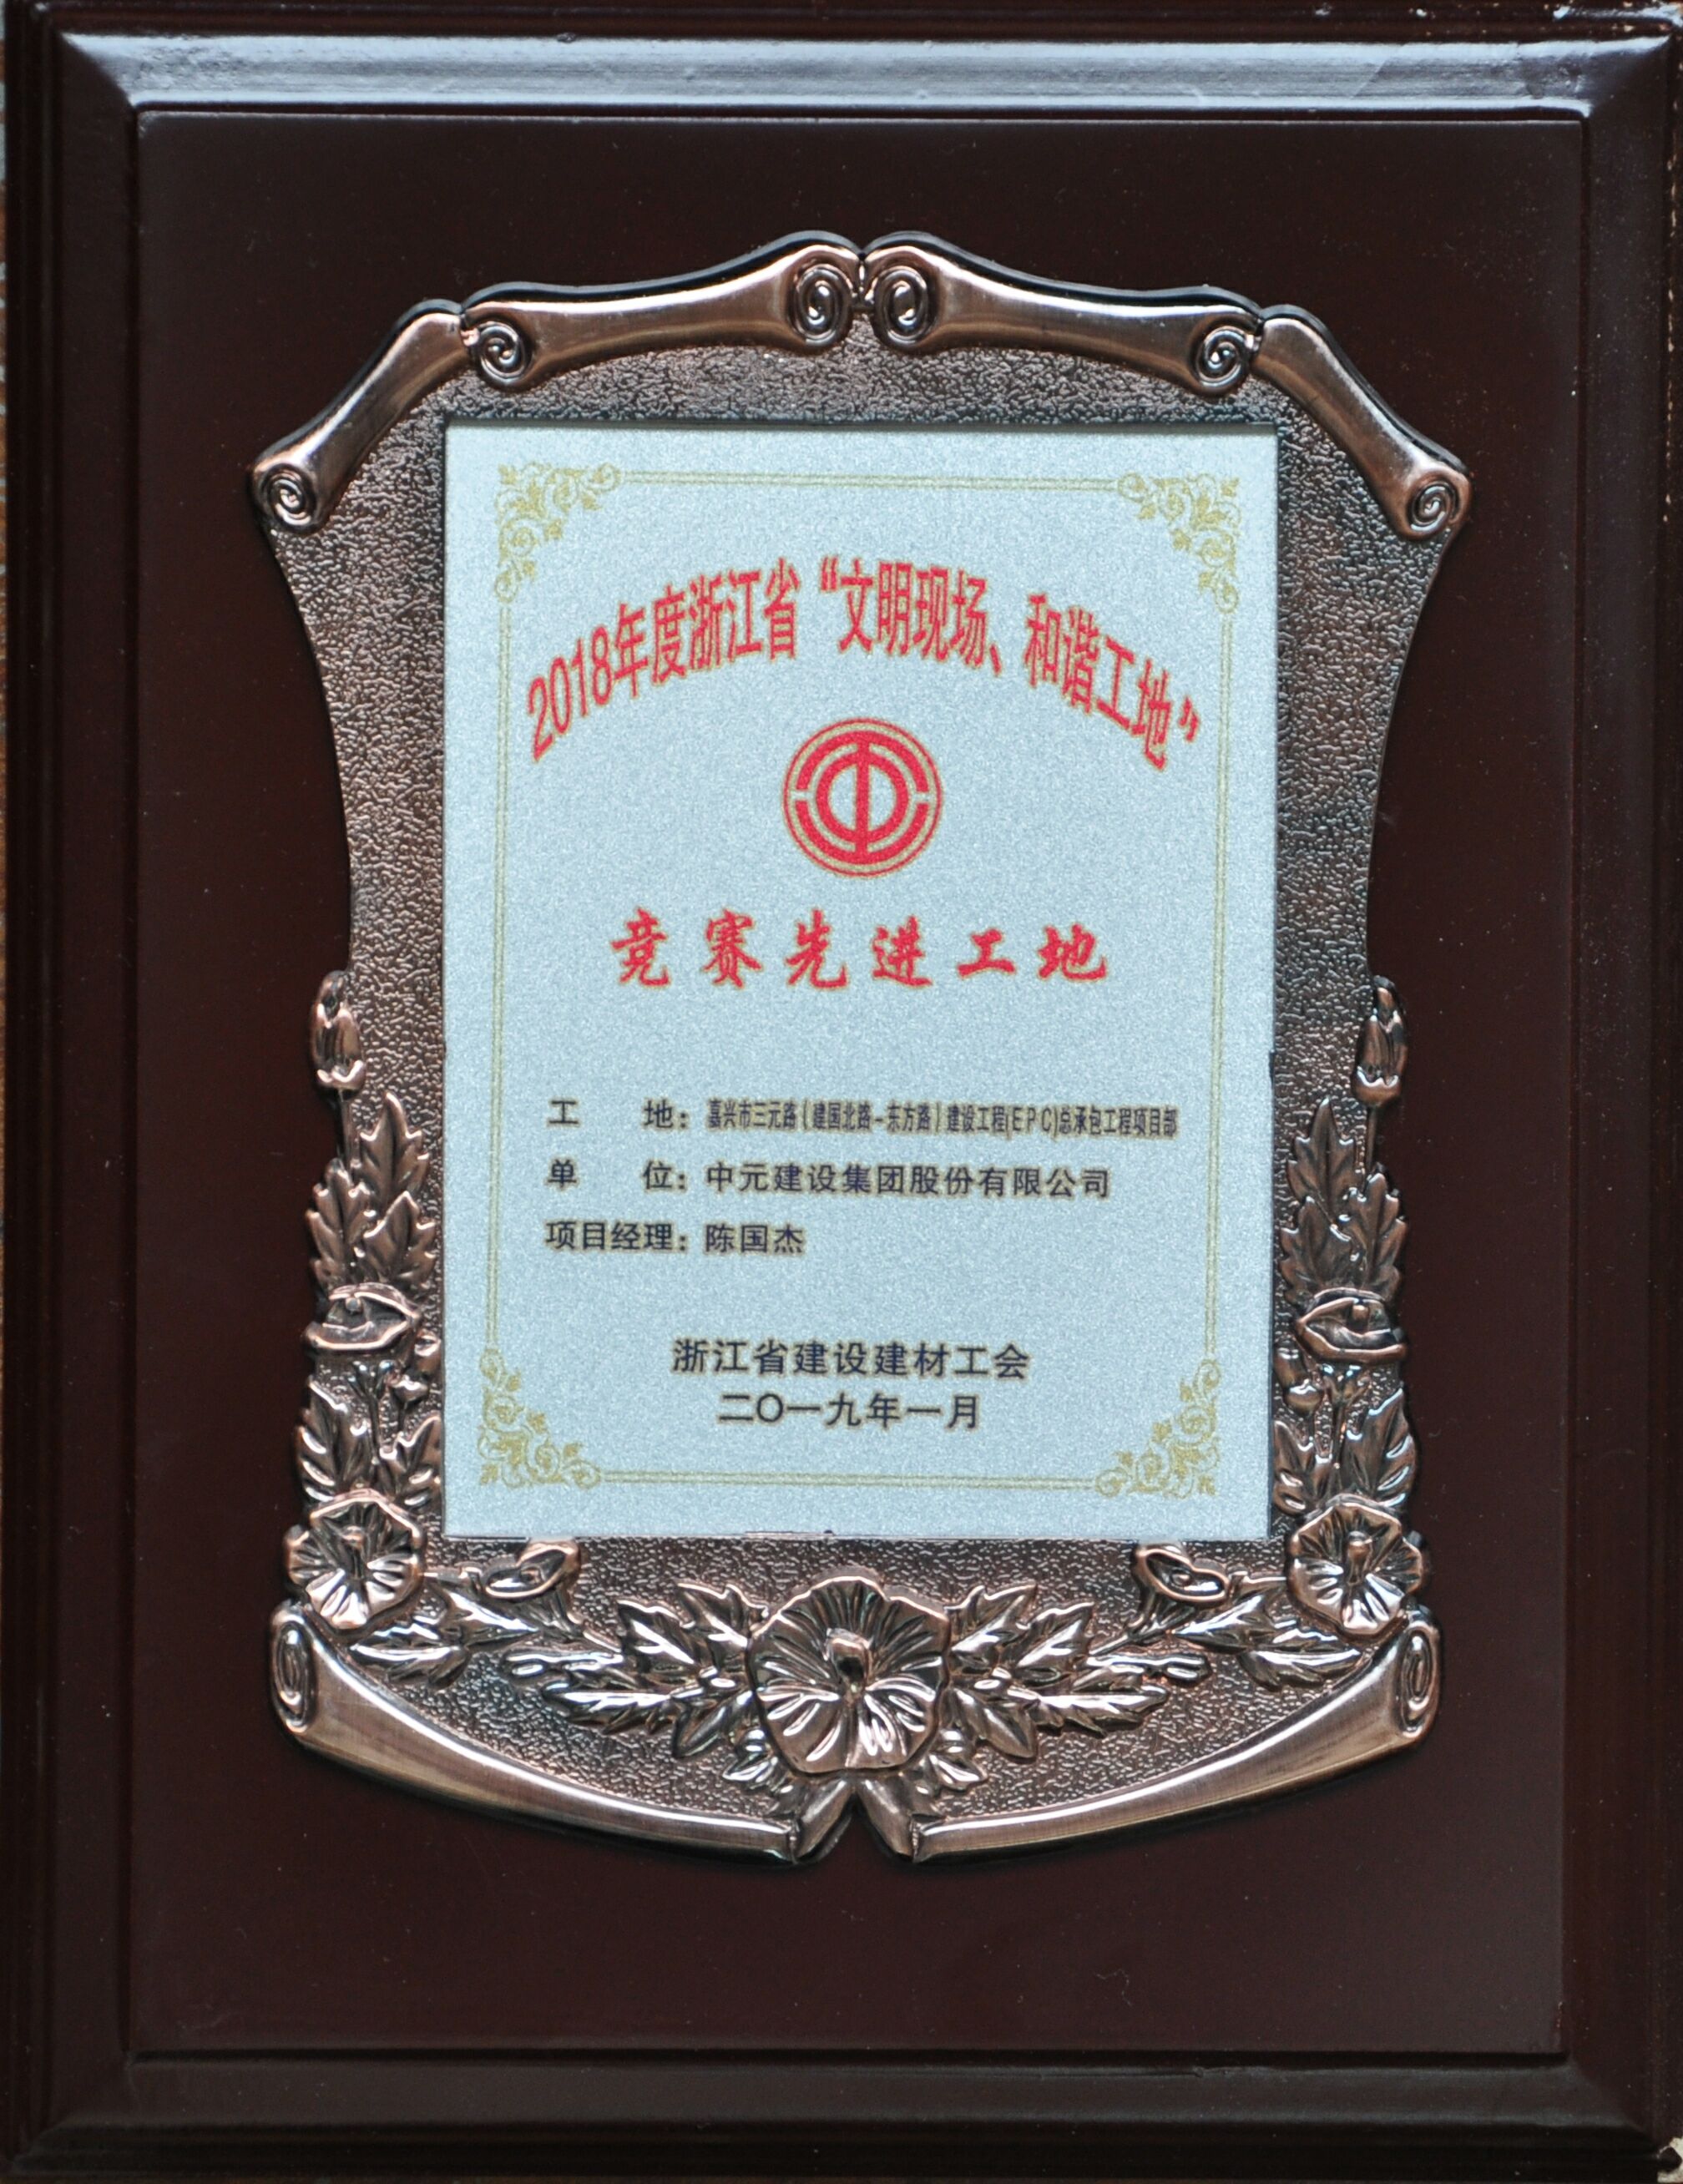 2018年度浙江省“文明现场、和谐工地”
竞赛先进工地
工 地：嘉兴市三元路（建国北路-东方路）建设工程(EPC)总承包工程项目部
单 位：中元建设集团股份有限公司
项目经理：陈国杰
浙江省建设建材工会
二〇一九年一月